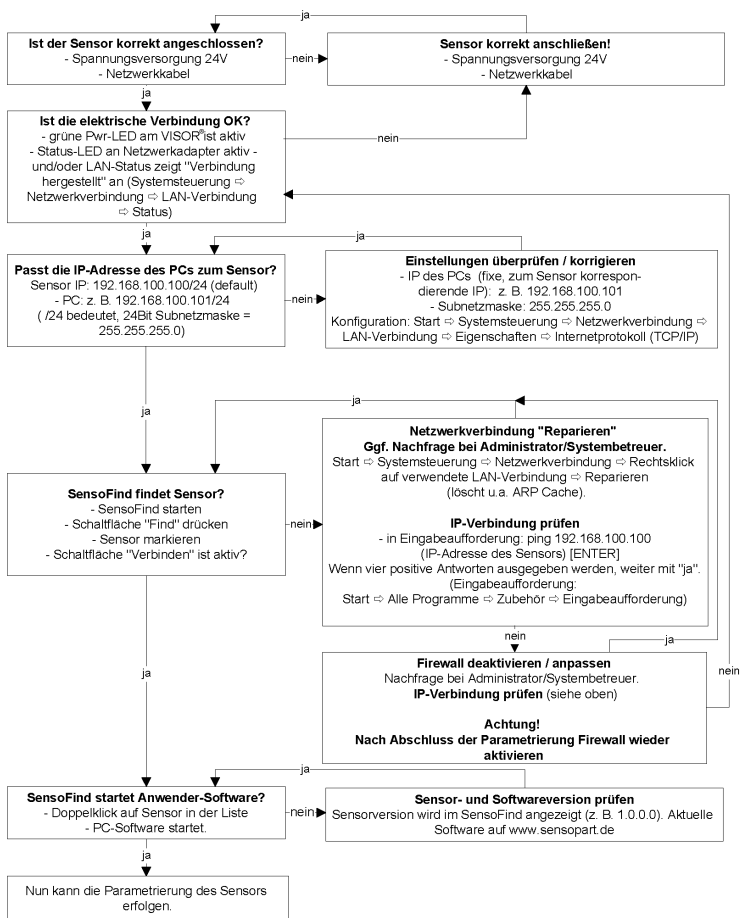 ja
Ist der Sensor korrekt angeschlossen?
- Spannungsversorgung 24V
- Netzwerkkabel
nein
Sensor korrekt anschließen!
- Spannungsversorgung 24V
- Netzwerkkabel
ja
Ist die elektrische Verbindung OK?
- grüne Pwr-LED am VISOR® ist aktiv
- Status-LED an Netzwerkadapter aktiv -
und/oder LAN-Status zeigt "Verbindung
hergestellt" an (Systemsteuerung ⇨
Netzwerkverbindung ⇨ LAN-Verbindung
⇨ Status)
nein
ja
ja
Passt die IP-Adresse des PCs zum Sensor?
Sensor IP: 192.168.100.100/24 (default)
- PC: z. B. 192.168.100.101/24
( /24 bedeutet, 24Bit Subnetzmaske =
255.255.255.0)
nein
Einstellungen überprüfen / korrigieren
- IP des PCs (fixe, zum Sensor korrespon-
dierende IP): z. B. 192.168.100.101
- Subnetzmaske: 255.255.255.0
Konfiguration: Start ⇨ Systemsteuerung ⇨ Netzwerkverbindung ⇨
LAN-Verbindung ⇨ Eigenschaften ⇨ Internetprotokoll (TCP/IP)
ja
ja
SensoFind findet Sensor?
- SensoFind starten
- Schaltfläche "Find" drücken
- Sensor markieren
- Schaltfläche "Verbinden" ist aktiv?
nein
Netzwerkverbindung "Reparieren"
Ggf. Nachfrage bei Administrator/Systembetreuer.
Start ⇨ Systemsteuerung ⇨ Netzwerkverbindung ⇨ Rechtsklick
auf verwendete LAN-Verbindung ⇨ Reparieren
(löscht u.a. ARP Cache).
IP-Verbindung prüfen
- in Eingabeaufforderung: ping 192.168.100.100
(IP-Adresse des Sensors) [ENTER]
Wenn vier positive Antworten ausgegeben werden, weiter mit "ja".
(Eingabeaufforderung:
Start ⇨ Alle Programme ⇨ Zubehör ⇨ Eingabeaufforderung)
nein
ja
Firewall deaktivieren / anpassen
Nachfrage bei Administrator/Systembetreuer.
IP-Verbindung prüfen (siehe oben)
Achtung!
Nach Abschluss der Parametrierung Firewall wieder
aktivieren
nein
ja
ja
SensoFind startet Anwender-Software?
- Doppelklick auf Sensor in der Liste
- PC-Software startet.
nein
Sensor- und Softwareversion prüfen
Sensorversion wird im SensoFind angezeigt (z. B. 1.0.0.0). Aktuelle
Software auf www.sensopart.de
ja
Nun kann die Parametrierung des Sensors
erfolgen.